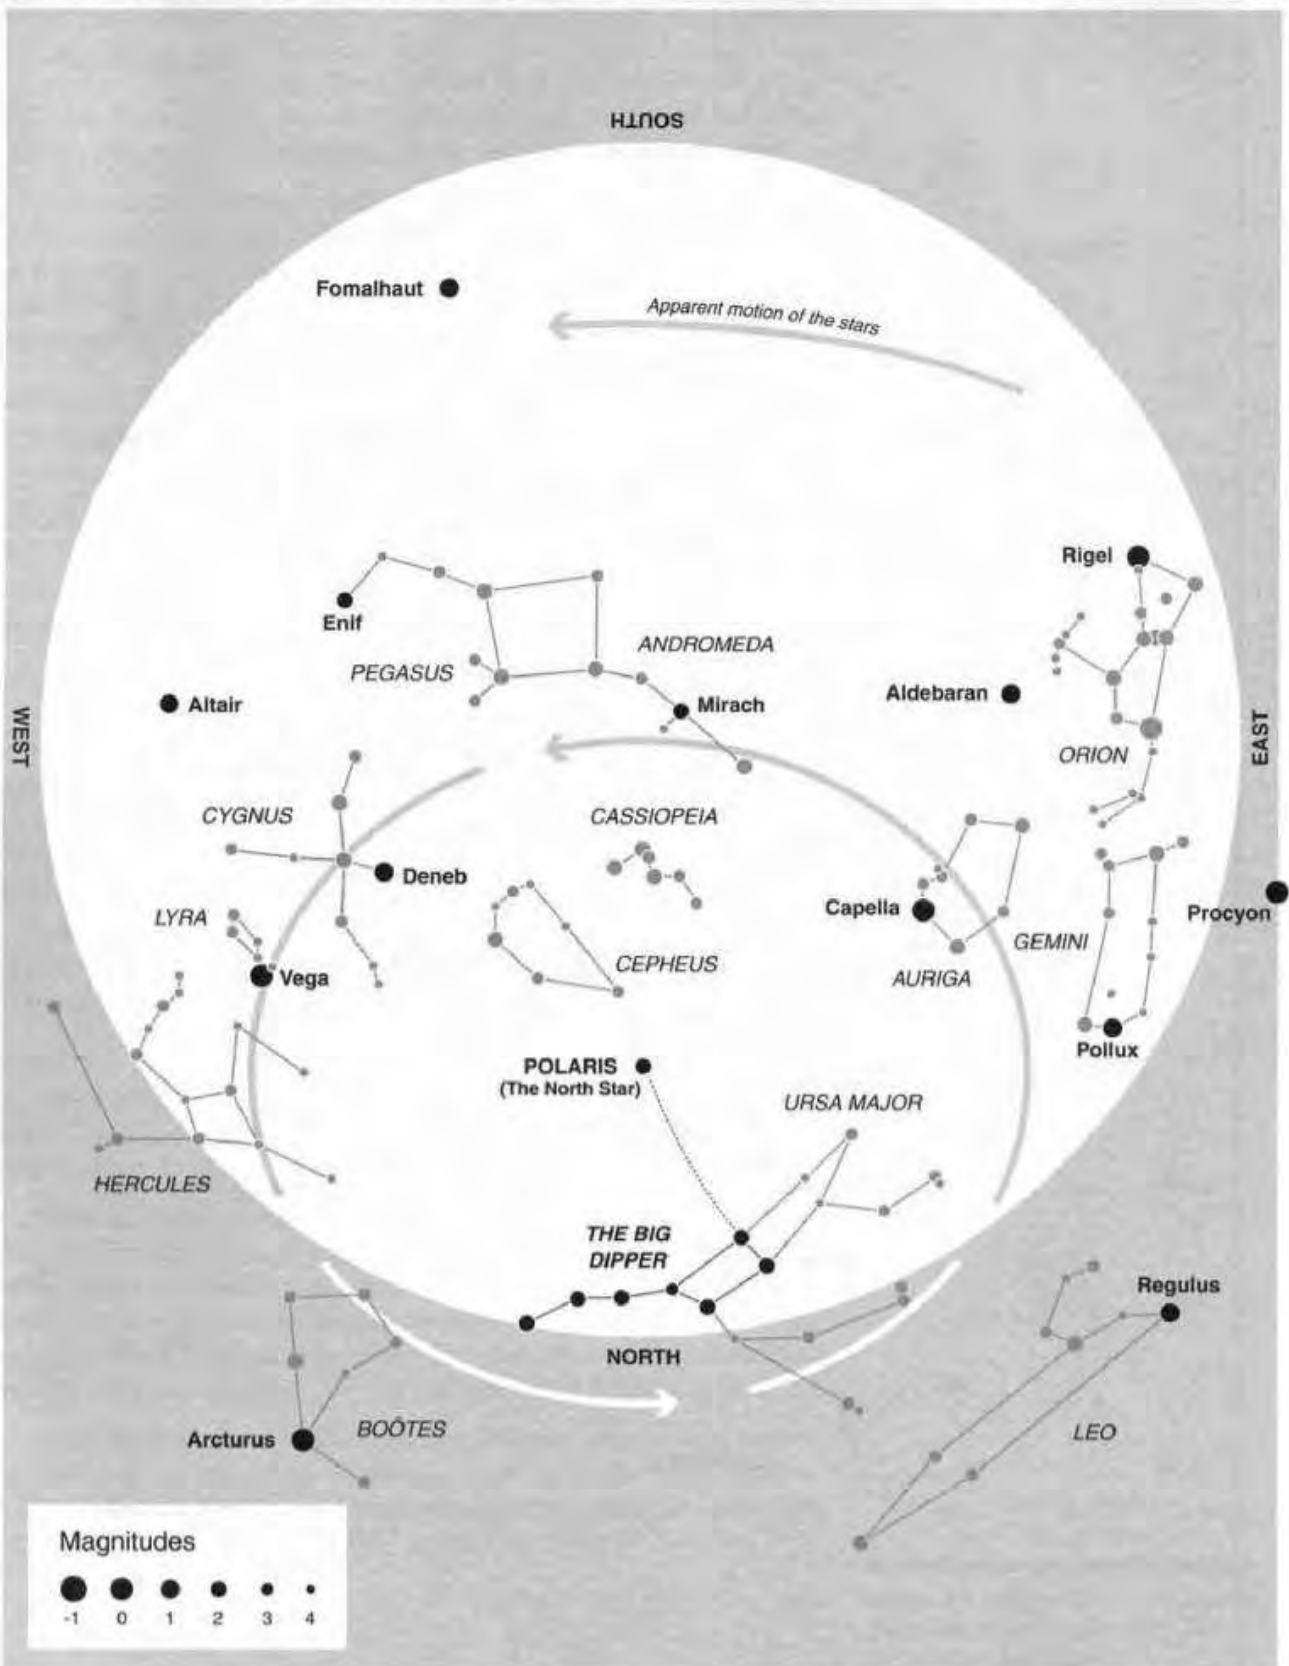 SOUTH
Fomalhaut
Apparent motion of the stars
Rigel
Enif
ANDROMEDA
PEGASUS
Altair
Mirach
Aldebaran
WEST
EAST
ORION
CYGNUS
CASSIOPEIA
Deneb
LYRA
Capella
Procyon
GEMINI
CEPHEUS
Vega
AURIGA
Pollux
POLARIS
(The North Star)
URSA MAJOR
HERCULES
THE BIG
DIPPER
Regulus
NORTH
Arcturus
BOÖTES
LEO
Magnitudes
-1 0 1 2 3 4